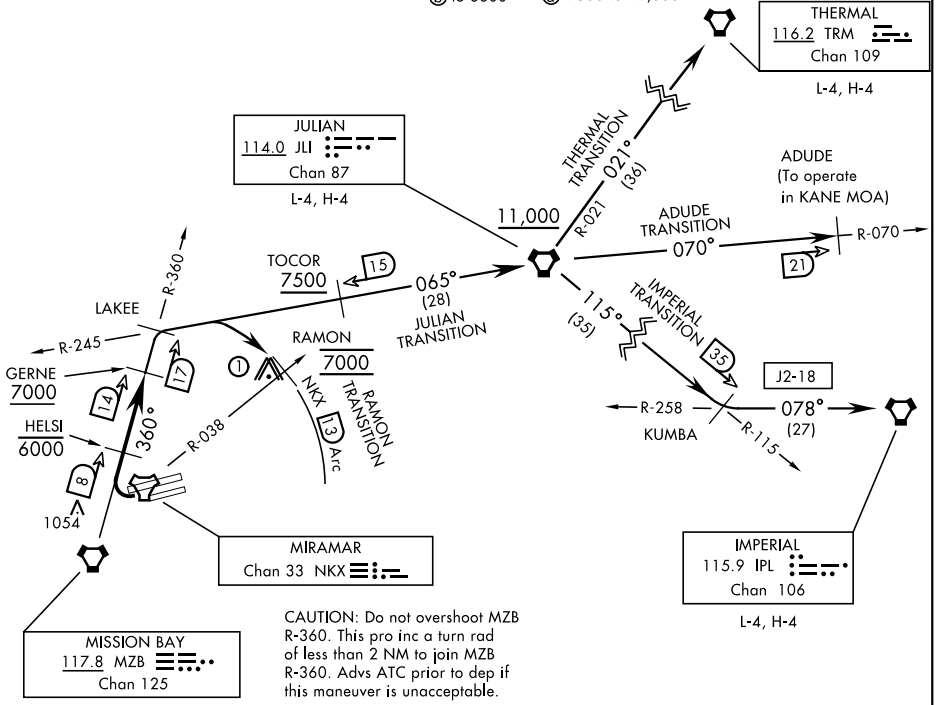 THERMAL
116.2 TRM
Chan 109
L-4, H-4
JULIAN
114.0 JLI
Chan 87
L-4, H-4
THERMAL
TRANSITION
021°
(36)
R-021
ADUDE
(To operate
in KANE MOA)
11,000
ADUDE
TRANSITION
070°
R-070
21
TOCOR
7500
15
065°
(28)
JULIAN
TRANSITION
R-360
LAKEE
R-245
GERNE
7000
HELSI
6000
14
17
360°
8
1054
1
RAMON
7000
RAMON
TRANSITION
NKX
13
Arc
R-038
115°
(35)
IMPERIAL
TRANSITION
35
J2-18
R-258
078°
(27)
KUMBA
R-115
MIRAMAR
Chan 33 NKX
IMPERIAL
115.9 IPL
Chan 106
L-4, H-4
MISSION BAY
117.8 MZB
Chan 125
CAUTION: Do not overshoot MZB
R-360. This pro inc a turn rad
of less than 2 NM to join MZB
R-360. Advs ATC prior to dep if
this maneuver is unacceptable.